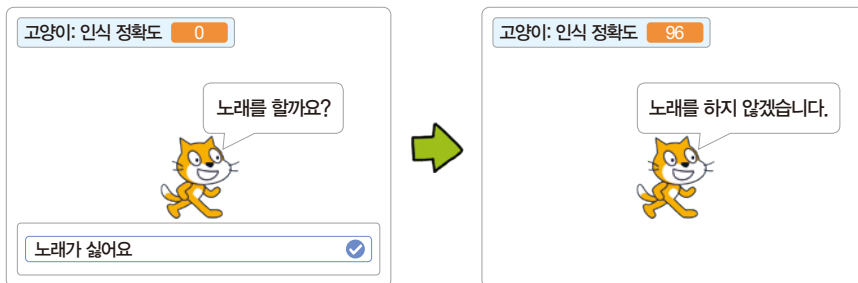 고양이: 인식 정확도 0
노래를 할까요?
노래가 싫어요
고양이: 인식 정확도 96
노래를 하지 않겠습니다.